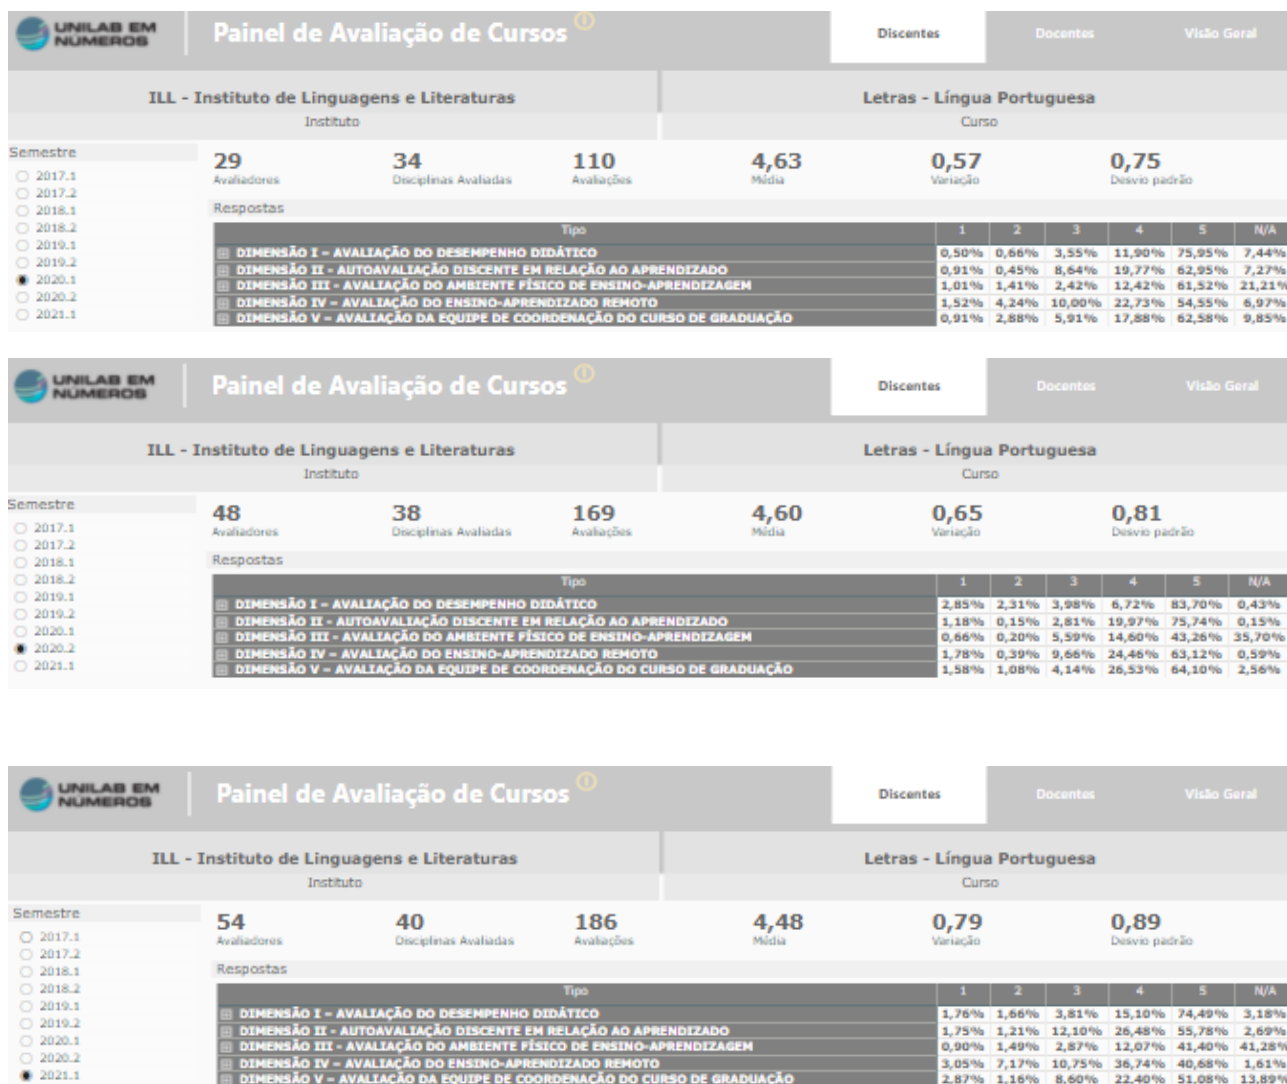 UNILAB EM NÚMEROS Painel de Avaliação de Cursos Discentes Docentes Visão Geral
ILL - Instituto de Linguagens e Literaturas Letras - Língua Portuguesa
Instituto Curso
Semestre
2017.1
2017.2
2018.1
2018.2
2019.1
2019.2
2020.1
2020.2
2021.1
29 34 110 4,63 0,57 0,75
Avaliadores Disciplinas Avaliadas Avaliações Média Variação Desvio padrão
Respostas
Tipo 1 2 3 4 5 N/A
DIMENSÃO I – AVALIAÇÃO DO DESEMPENHO DIDÁTICO 0,50% 0,66% 3,55% 11,90% 75,95% 7,44%
DIMENSÃO II - AUTOAVALIAÇÃO DISCENTE EM RELAÇÃO AO APRENDIZADO 0,91% 0,45% 8,64% 19,77% 62,95% 7,27%
DIMENSÃO III - AVALIAÇÃO DO AMBIENTE FÍSICO DE ENSINO-APRENDIZAGEM 1,01% 1,41% 2,42% 12,42% 61,52% 21,21%
DIMENSÃO IV – AVALIAÇÃO DO ENSINO-APRENDIZADO REMOTO 1,52% 4,24% 10,00% 22,73% 54,55% 6,97%
DIMENSÃO V – AVALIAÇÃO DA EQUIPE DE COORDENAÇÃO DO CURSO DE GRADUAÇÃO 0,91% 2,88% 5,91% 17,88% 62,58% 9,85%
UNILAB EM NÚMEROS Painel de Avaliação de Cursos Discentes Docentes Visão Geral
ILL - Instituto de Linguagens e Literaturas Letras - Língua Portuguesa
Instituto Curso
Semestre
2017.1
2017.2
2018.1
2018.2
2019.1
2019.2
2020.1
2020.2
2021.1
48 38 169 4,60 0,65 0,81
Avaliadores Disciplinas Avaliadas Avaliações Média Variação Desvio padrão
Respostas
Tipo 1 2 3 4 5 N/A
DIMENSÃO I – AVALIAÇÃO DO DESEMPENHO DIDÁTICO 2,85% 2,31% 3,98% 6,72% 83,70% 0,43%
DIMENSÃO II - AUTOAVALIAÇÃO DISCENTE EM RELAÇÃO AO APRENDIZADO 1,18% 0,15% 2,81% 19,97% 75,74% 0,15%
DIMENSÃO III - AVALIAÇÃO DO AMBIENTE FÍSICO DE ENSINO-APRENDIZAGEM 0,66% 0,20% 5,59% 14,60% 43,26% 35,70%
DIMENSÃO IV – AVALIAÇÃO DO ENSINO-APRENDIZADO REMOTO 1,78% 0,39% 9,66% 24,46% 63,12% 0,59%
DIMENSÃO V – AVALIAÇÃO DA EQUIPE DE COORDENAÇÃO DO CURSO DE GRADUAÇÃO 1,58% 1,08% 4,14% 26,53% 64,10% 2,56%
UNILAB EM NÚMEROS Painel de Avaliação de Cursos Discentes Docentes Visão Geral
ILL - Instituto de Linguagens e Literaturas Letras - Língua Portuguesa
Instituto Curso
Semestre
2017.1
2017.2
2018.1
2018.2
2019.1
2019.2
2020.1
2020.2
2021.1
54 40 186 4,48 0,79 0,89
Avaliadores Disciplinas Avaliadas Avaliações Média Variação Desvio padrão
Respostas
Tipo 1 2 3 4 5 N/A
DIMENSÃO I – AVALIAÇÃO DO DESEMPENHO DIDÁTICO 1,76% 1,66% 3,81% 15,10% 74,49% 3,18%
DIMENSÃO II - AUTOAVALIAÇÃO DISCENTE EM RELAÇÃO AO APRENDIZADO 1,75% 1,21% 12,10% 26,48% 55,78% 2,69%
DIMENSÃO III - AVALIAÇÃO DO AMBIENTE FÍSICO DE ENSINO-APRENDIZAGEM 0,90% 1,49% 2,87% 12,07% 41,40% 41,28%
DIMENSÃO IV – AVALIAÇÃO DO ENSINO-APRENDIZADO REMOTO 3,05% 7,17% 10,75% 36,74% 40,68% 1,61%
DIMENSÃO V – AVALIAÇÃO DA EQUIPE DE COORDENAÇÃO DO CURSO DE GRADUAÇÃO 2,87% 1,16% 8,60% 22,40% 51,08% 13,89%